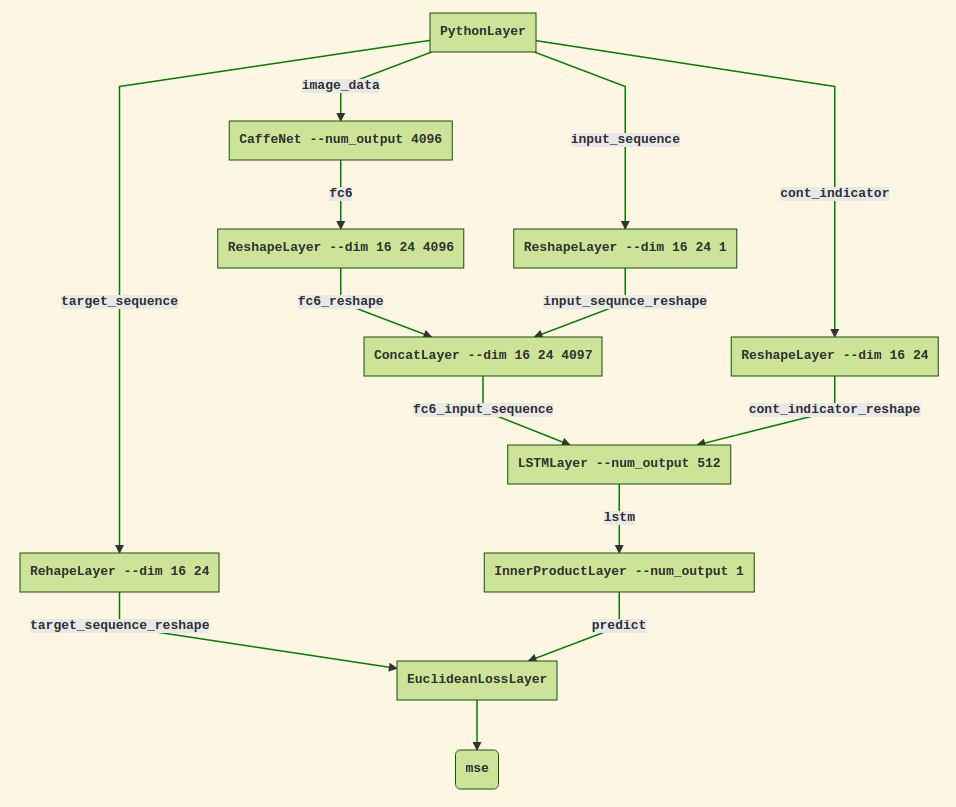 PythonLayer
image_data
CaffeNet --num_output 4096
input_sequence
fc6
cont_indicator
ReshapeLayer --dim 16 24 4096
ReshapeLayer --dim 16 24 1
target_sequence
fc6_reshape
input_sequnce_reshape
ConcatLayer --dim 16 24 4097
ReshapeLayer --dim 16 24
fc6_input_sequence
cont_indicator_reshape
LSTMLayer --num_output 512
lstm
RehapeLayer --dim 16 24
InnerProductLayer --num_output 1
target_sequence_reshape
predict
EuclideanLossLayer
mse